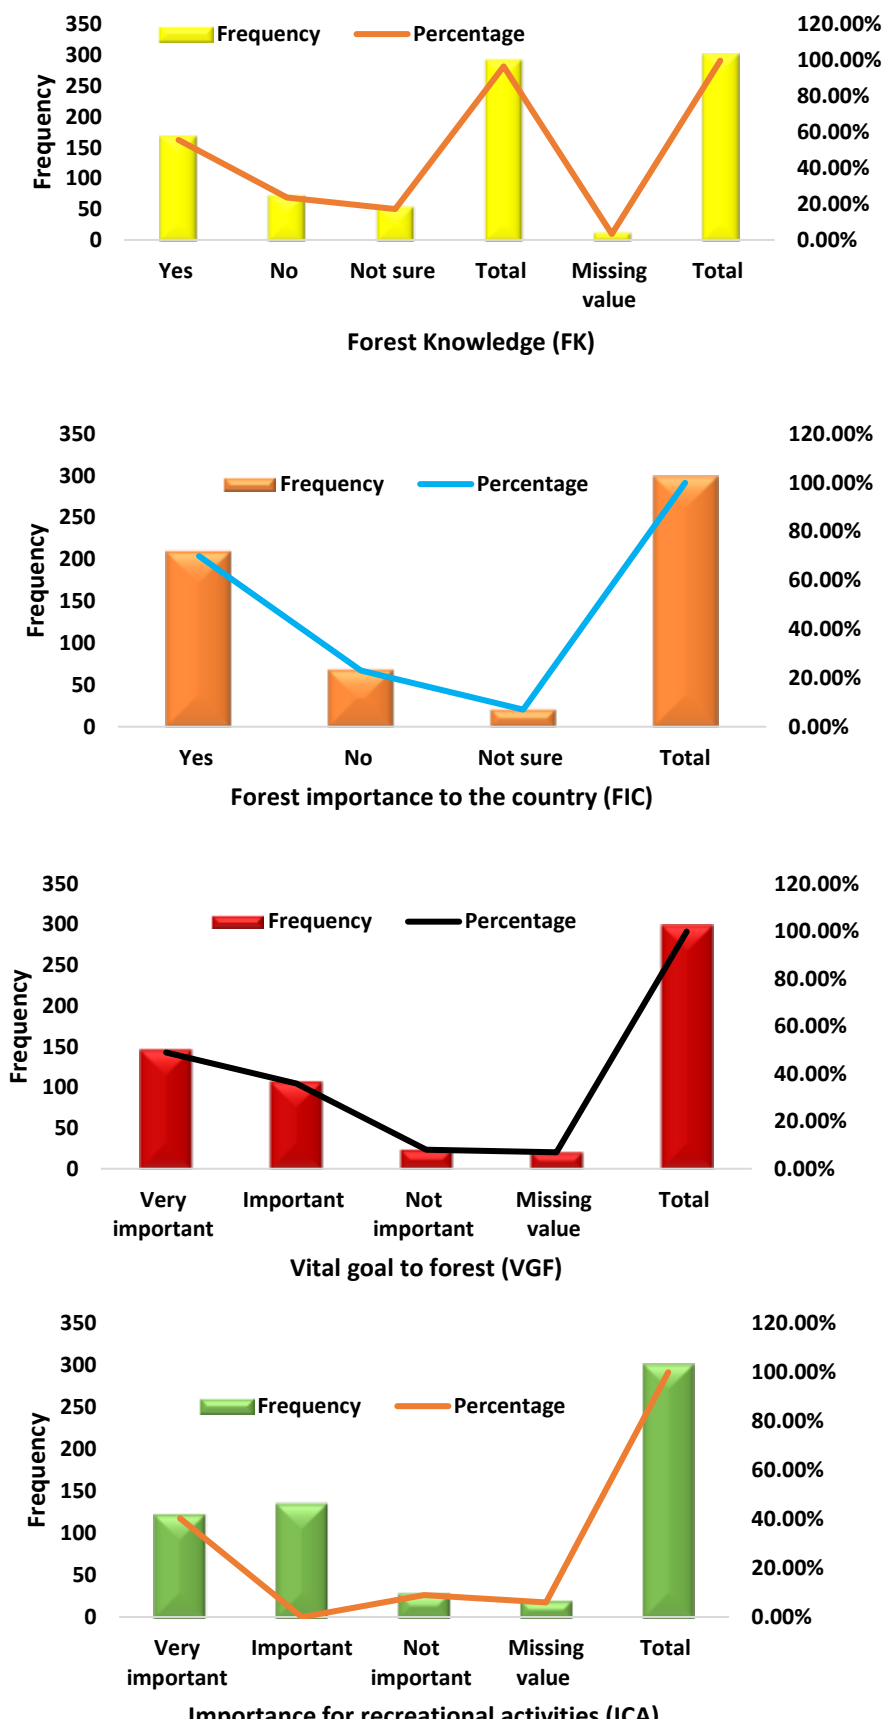 350
300
250
200
150
100
50
0
Frequency
Frequency
Percentage
120.00%
100.00%
80.00%
60.00%
40.00%
20.00%
0.00%
Yes
No
Not sure
Total
Missing
value
Total
Forest Knowledge (FK)
350
300
250
200
150
100
50
0
Frequency
Frequency
Percentage
120.00%
100.00%
80.00%
60.00%
40.00%
20.00%
0.00%
Yes
No
Not sure
Total
Forest importance to the country (FIC)
350
300
250
200
150
100
50
0
Frequency
Frequency
Percentage
120.00%
100.00%
80.00%
60.00%
40.00%
20.00%
0.00%
Very
important
Important
Not
important
Missing
value
Total
Vital goal to forest (VGF)
350
300
250
200
150
100
50
0
Frequency
Frequency
Percentage
120.00%
100.00%
80.00%
60.00%
40.00%
20.00%
0.00%
Very
important
Important
Not
important
Missing
value
Total
Importance for recreational activities (ICA)